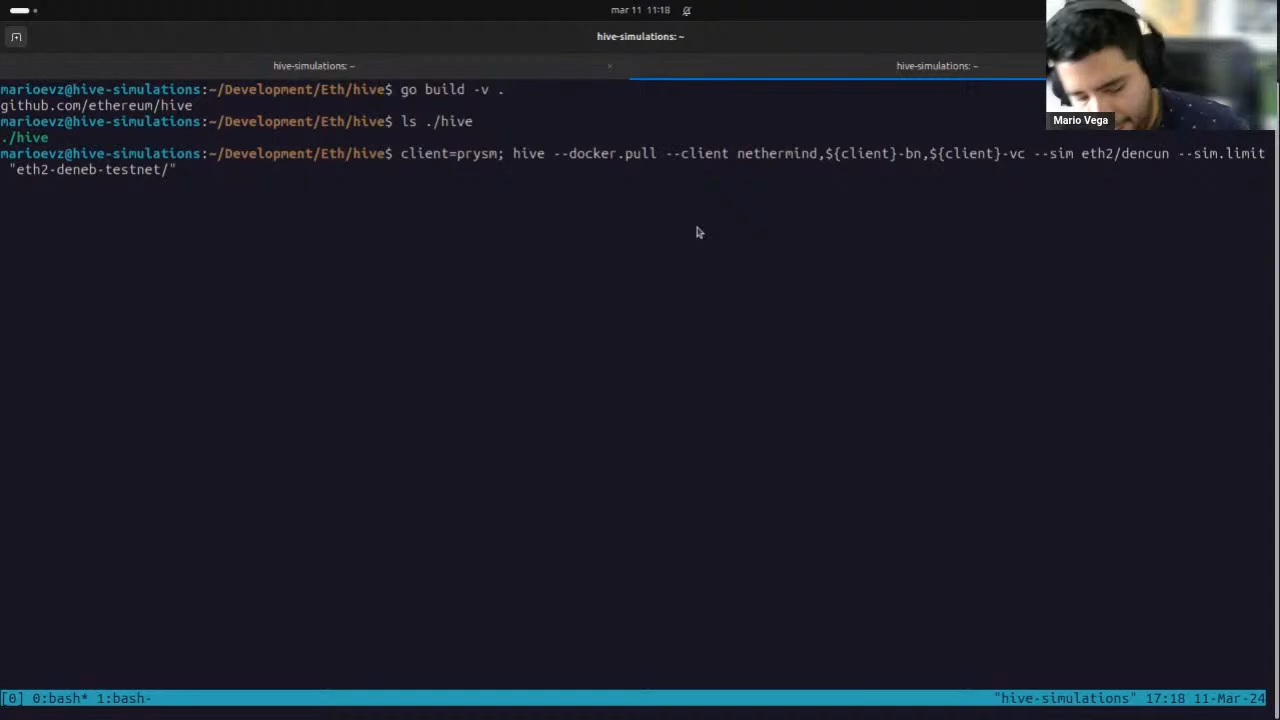 mar 11 11:18
hive-simulations: ~
hive-simulations: ~
×
hive-simulations: ~
marioevz@hive-simulations:~/Development/Eth/hive$ go build -v .
github.com/ethereum/hive
marioevz@hive-simulations:~/Development/Eth/hive$ ls ./hive
./hive
marioevz@hive-simulations:~/Development/Eth/hive$ client=prysm; hive --docker.pull --client nethermind,${client}-bn,${client}-vc --sim eth2/dencun --sim.limit
"eth2-deneb-testnet/"
Mario Vega
[0] 0:bash* 1:bash-
"hive-simulations" 17:18 11-Mar-24